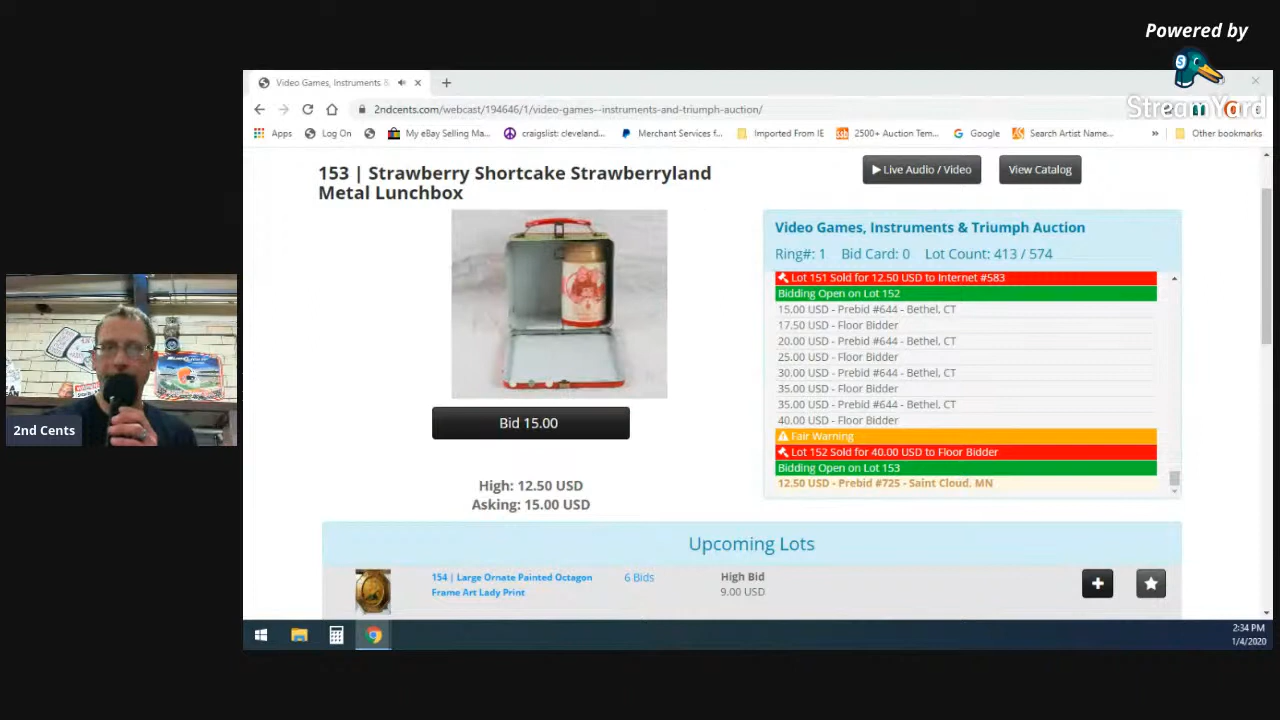 Powered by
StreamYard
Video Games, Instruments &
2ndcents.com/webcast/194646/1/video-games--instruments-and-triumph-auction/
Apps
Log On
My eBay Selling Ma...
craigslist: cleveland...
Merchant Services f...
Imported From IE
2500+ Auction Tem...
Google
Search Artist Name...
»
Other bookmarks
153 | Strawberry Shortcake Strawberryland
Metal Lunchbox
Live Audio / Video
View Catalog
Bid 15.00
High: 12.50 USD
Asking: 15.00 USD
Video Games, Instruments & Triumph Auction
Ring#: 1 Bid Card: 0 Lot Count: 413 / 574
Lot 151 Sold for 12.50 USD to Internet #583
Bidding Open on Lot 152
15.00 USD - Prebid #644 - Bethel, CT
17.50 USD - Floor Bidder
20.00 USD - Prebid #644 - Bethel, CT
25.00 USD - Floor Bidder
30.00 USD - Prebid #644 - Bethel, CT
35.00 USD - Floor Bidder
35.00 USD - Prebid #644 - Bethel, CT
40.00 USD - Floor Bidder
Fair Warning
Lot 152 Sold for 40.00 USD to Floor Bidder
Bidding Open on Lot 153
12.50 USD - Prebid #725 - Saint Cloud, MN
2nd Cents
Upcoming Lots
154 | Large Ornate Painted Octagon
Frame Art Lady Print
6 Bids
High Bid
9.00 USD
2:34 PM
1/4/2020